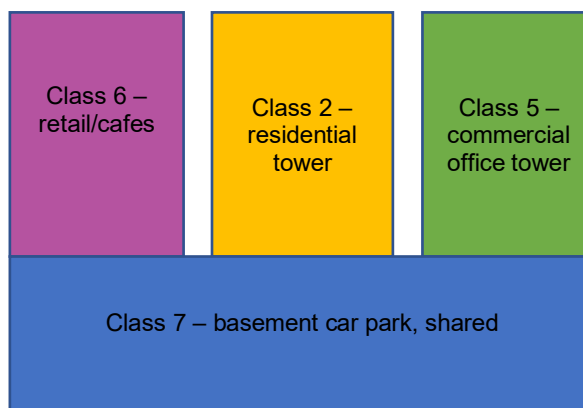 Class 6 –
retail/cafes
Class 2 –
residential
tower
Class 5 –
commercial
office tower
Class 7 – basement car park, shared